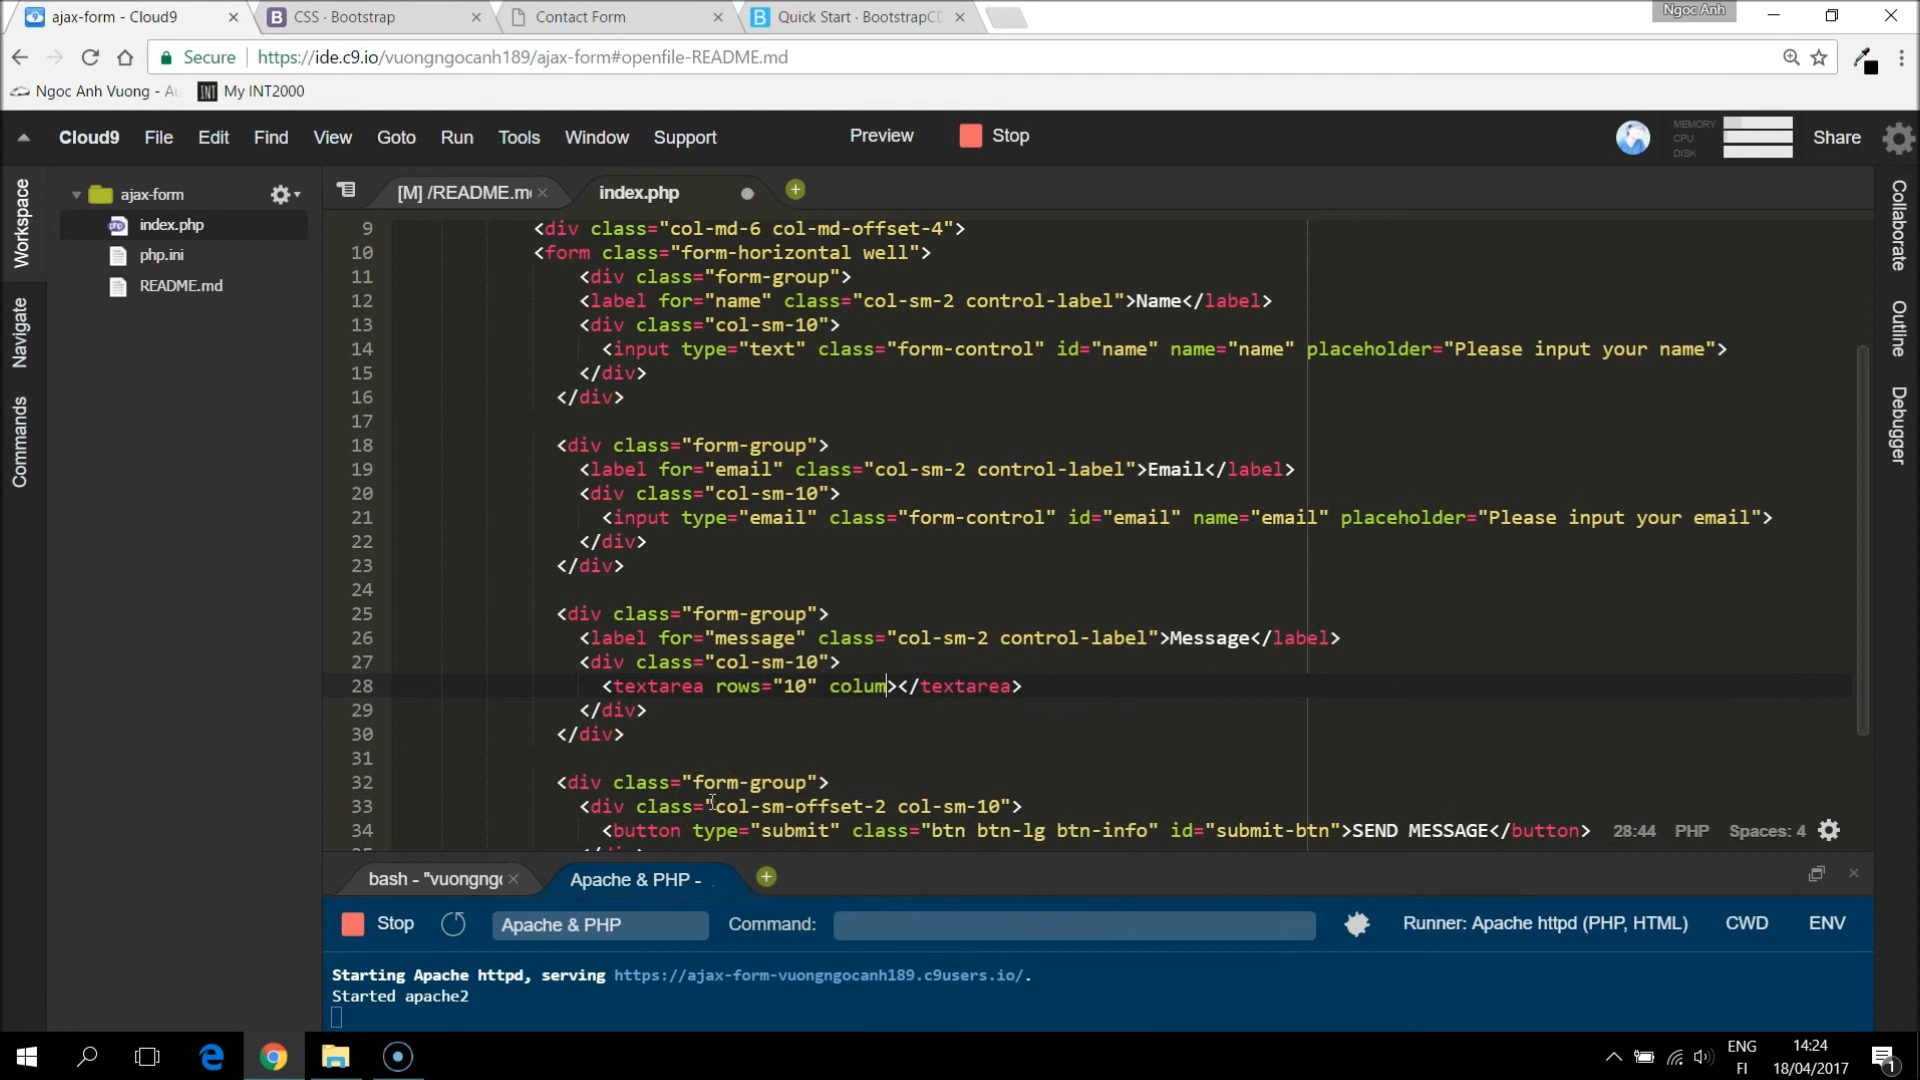 ajax-form - Cloud9
CSS · Bootstrap
Contact Form
Quick Start · BootstrapCD
Ngoc Anh
Secure
https://ide.c9.io/vuongngocanh189/ajax-form#openfile-README.md
Ngoc Anh Vuong - Au
INT My INT2000
Cloud9 File Edit Find View Goto Run Tools Window Support Preview Stop MEMORY CPU DISK Share
Workspace
Navigate
Commands
ajax-form
index.php
php.ini
README.md
[M] /README.md
index.php
9 <div class="col-md-6 col-md-offset-4">
10 <form class="form-horizontal well">
11 <div class="form-group">
12 <label for="name" class="col-sm-2 control-label">Name</label>
13 <div class="col-sm-10">
14 <input type="text" class="form-control" id="name" name="name" placeholder="Please input your name">
15 </div>
16 </div>
17
18 <div class="form-group">
19 <label for="email" class="col-sm-2 control-label">Email</label>
20 <div class="col-sm-10">
21 <input type="email" class="form-control" id="email" name="email" placeholder="Please input your email">
22 </div>
23 </div>
24
25 <div class="form-group">
26 <label for="message" class="col-sm-2 control-label">Message</label>
27 <div class="col-sm-10">
28 <textarea rows="10" colum></textarea>
29 </div>
30 </div>
31
32 <div class="form-group">
33 <div class="col-sm-offset-2 col-sm-10">
34 <button type="submit" class="btn btn-lg btn-info" id="submit-btn">SEND MESSAGE</button>
28:44 PHP Spaces: 4
Collaborate
Outline
Debugger
bash - "vuongngo
Apache & PHP -
Stop
Apache & PHP
Command:
Runner: Apache httpd (PHP, HTML)
CWD
ENV
Starting Apache httpd, serving https://ajax-form-vuongngocanh189.c9users.io/.
Started apache2
ENG
FI
14:24
18/04/2017
1